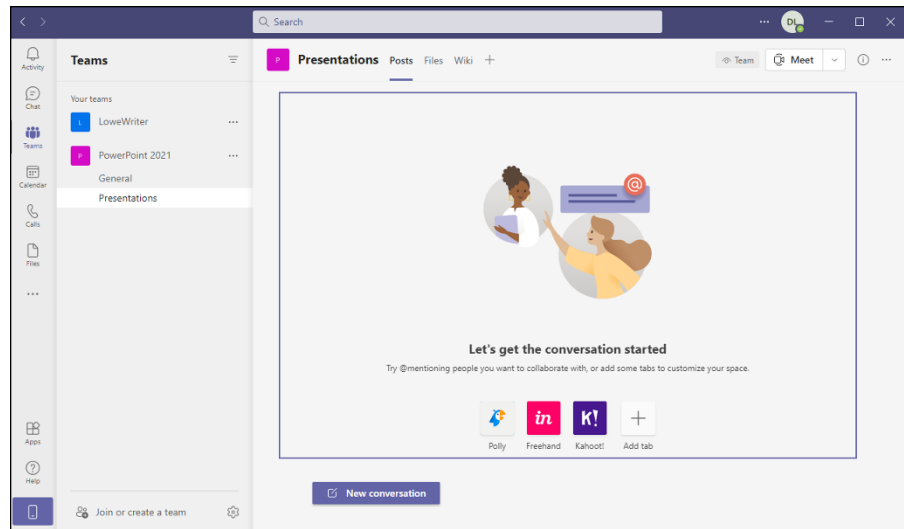 Search
DL
Activity
Chat
Teams
Calendar
Calls
Files
Apps
Help
Teams
Your teams
L LoweWriter
P PowerPoint 2021
General
Presentations
Join or create a team
P Presentations Posts Files Wiki
Team Meet
@
Let's get the conversation started
Try @mentioning people you want to collaborate with, or add some tabs to customize your space.
in K!
Polly Freehand Kahoot! Add tab
New conversation